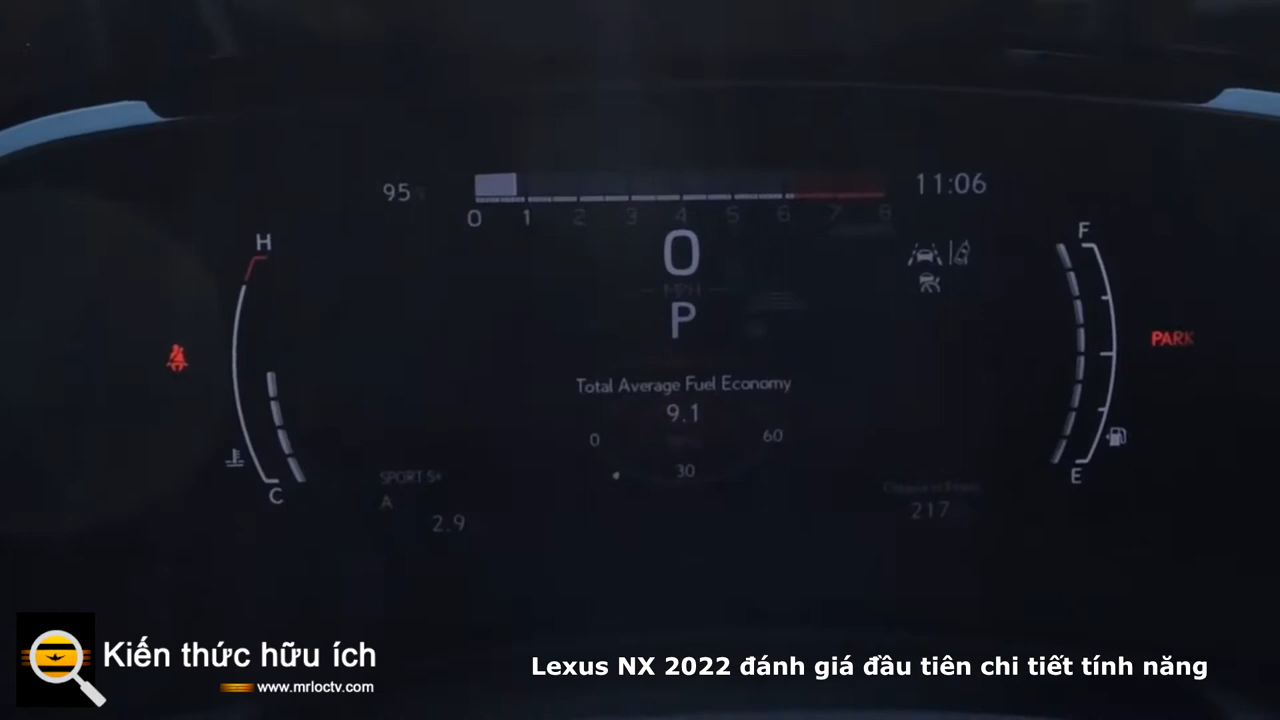 95
11:06
0 1 2 3 4 5 6 7 8
0
MPH
P
H
F
PARK
Total Average Fuel Economy
9.1
0 60
30
C
E
SPORT S+
A
2.9
217
Kiến thức hữu ích
www.mrloctv.com
Lexus NX 2022 đánh giá đầu tiên chi tiết tính năng